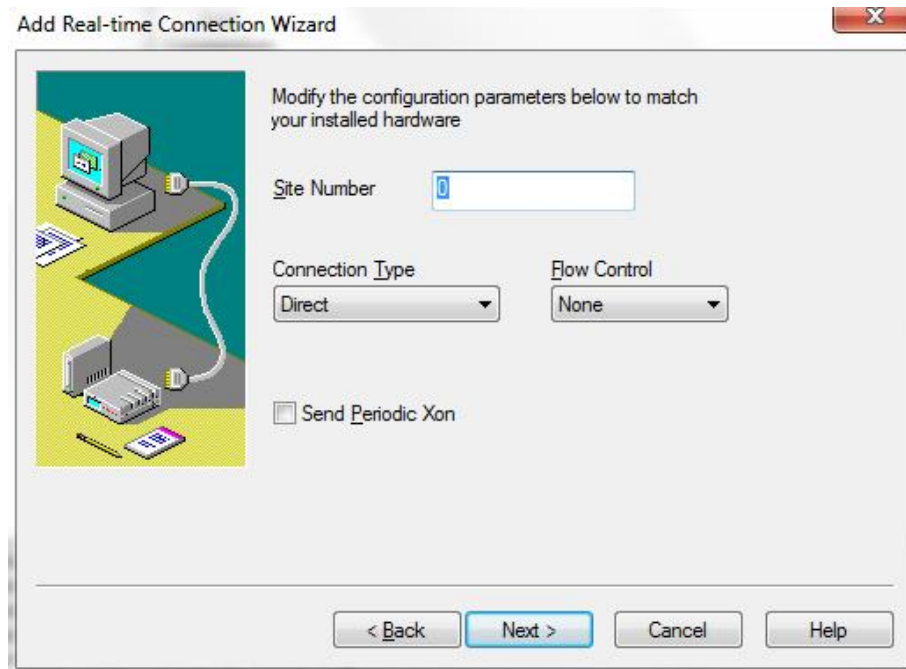 Add Real-time Connection Wizard
X
Modify the configuration parameters below to match
your installed hardware
Site Number 0
Connection Type Flow Control
Direct None
Send Periodic Xon
< Back Next > Cancel Help